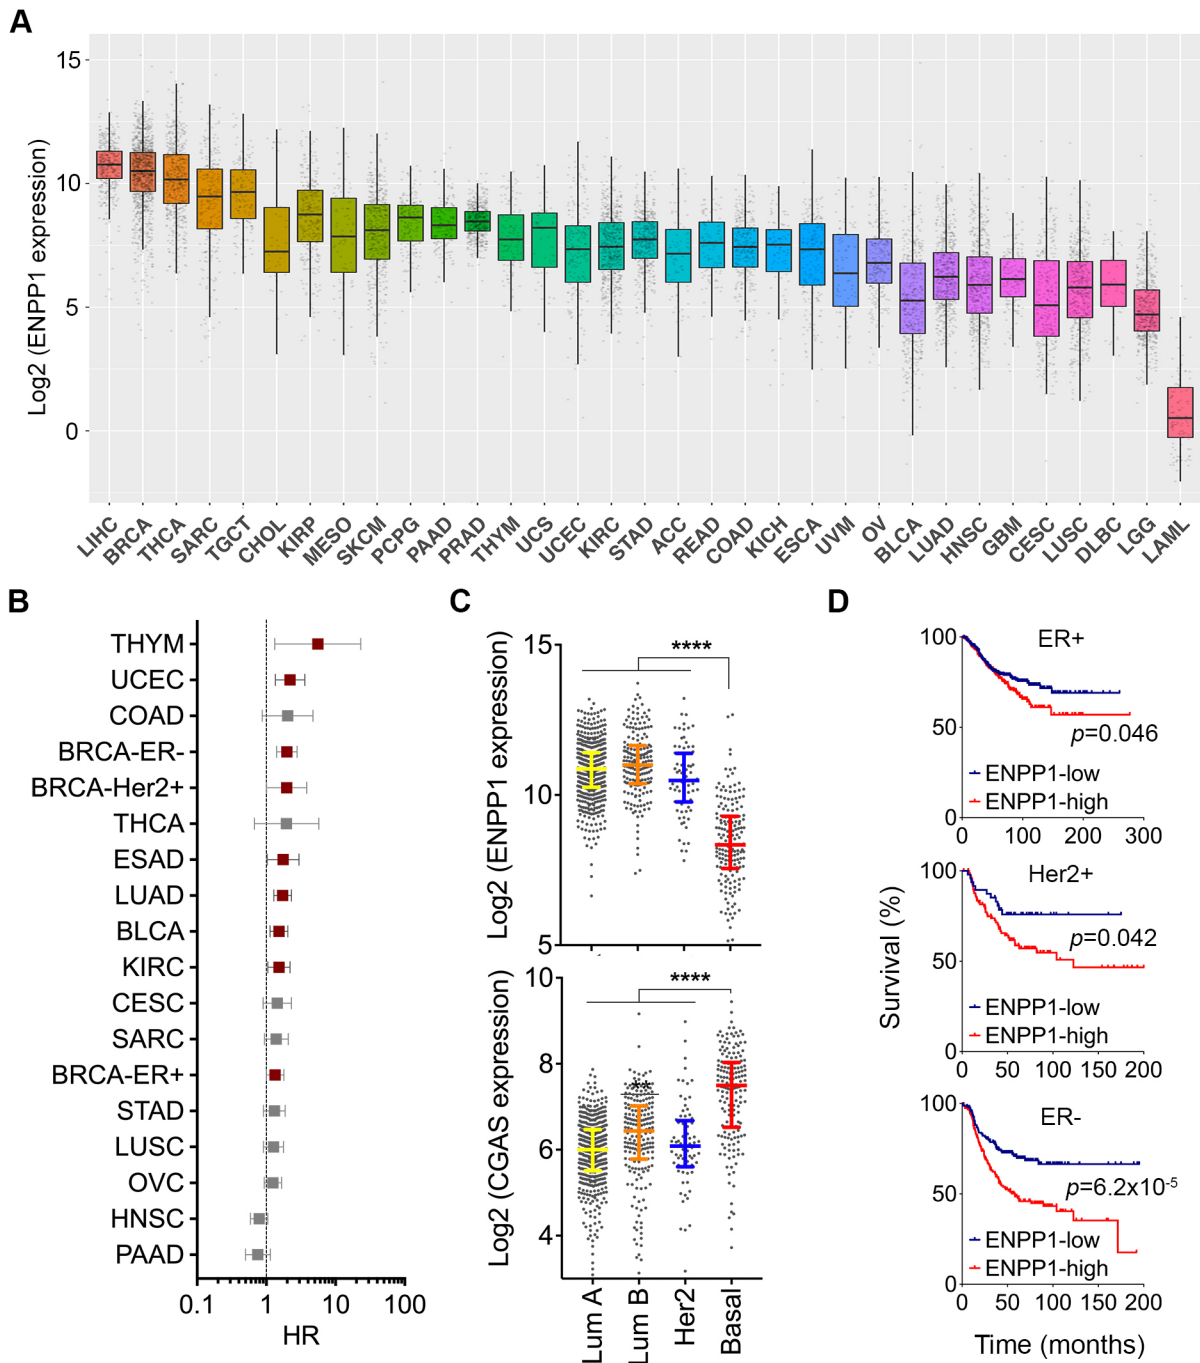 A
Log2 (ENPP1 expression)
15
10
5
0
LIHC BRCA THCA SARC TGCT CHOL KIRP MESO SKCM PCPG PAAD PRAD THYM UCS UCEC KIRC STAD ACC READ COAD KICH ESCA UVM OV BLCA LUAD HNSC GBM CESC LUSC DLBC LGG LAML
B
THYM
UCEC
COAD
BRCA-ER-
BRCA-Her2+
THCA
ESAD
LUAD
BLCA
KIRC
CESC
SARC
BRCA-ER+
STAD
LUSC
OVC
HNSC
PAAD
0.1 1 10 100
HR
C
Log2 (ENPP1 expression)
15
10
5
****
Log2 (CGAS expression)
10
8
6
4
****
**
Lum A Lum B Her2 Basal
D
Survival (%)
100
50
0
ER+
p=0.046
ENPP1-low
ENPP1-high
0 100 200 300
100
50
0
Her2+
p=0.042
ENPP1-low
ENPP1-high
0 50 100 150 200
100
50
0
ER-
p=6.2x10-5
ENPP1-low
ENPP1-high
0 50 100 150 200
Time (months)